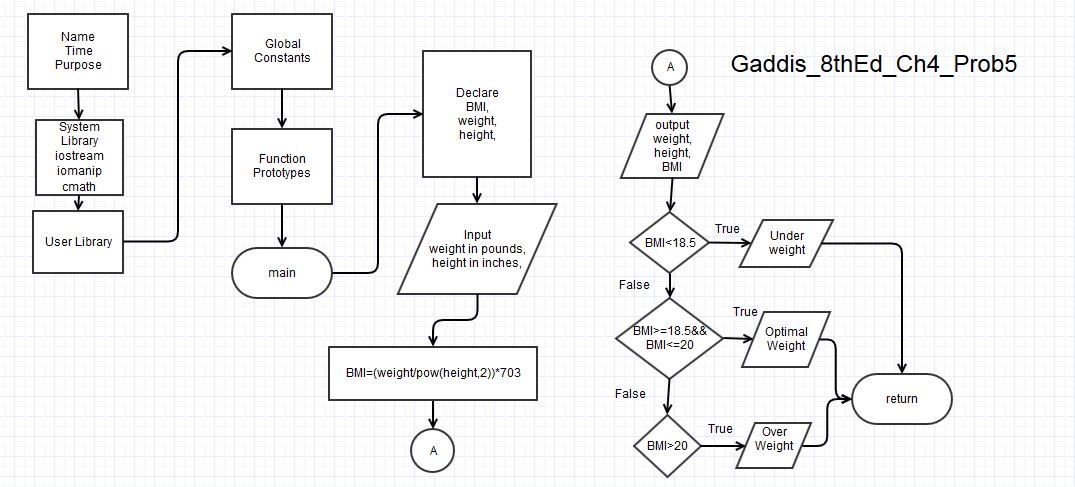 Name
Time
Purpose
System
Library
iostream
iomanip
cmath
User Library
Global
Constants
Function
Prototypes
main
Declare
BMI,
weight,
height,
Input
weight in pounds,
height in inches,
BMI=(weight/pow(height,2))*703
A
Gaddis_8thEd_Ch4_Prob5
A
output
weight,
height,
BMI
BMI<18.5
True
Under
weight
False
BMI>=18.5&&
BMI<=20
True
Optimal
Weight
False
BMI>20
True
Over
Weight
return